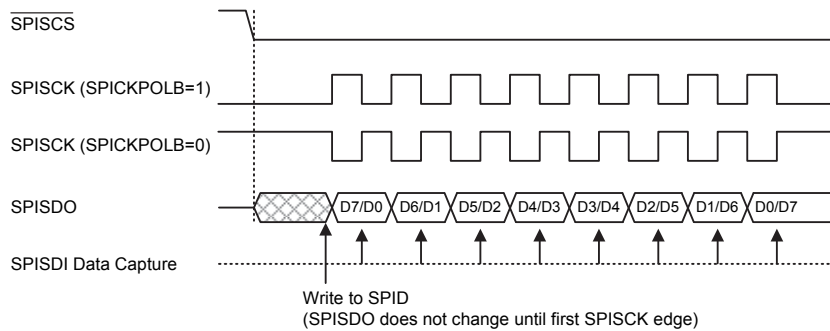 SPISCS
SPISCK (SPICKPOLB=1)
SPISCK (SPICKPOLB=0)
SPISDO
D7/D0 D6/D1 D5/D2 D4/D3 D3/D4 D2/D5 D1/D6 D0/D7
SPISDI Data Capture
Write to SPID
(SPISDO does not change until first SPISCK edge)